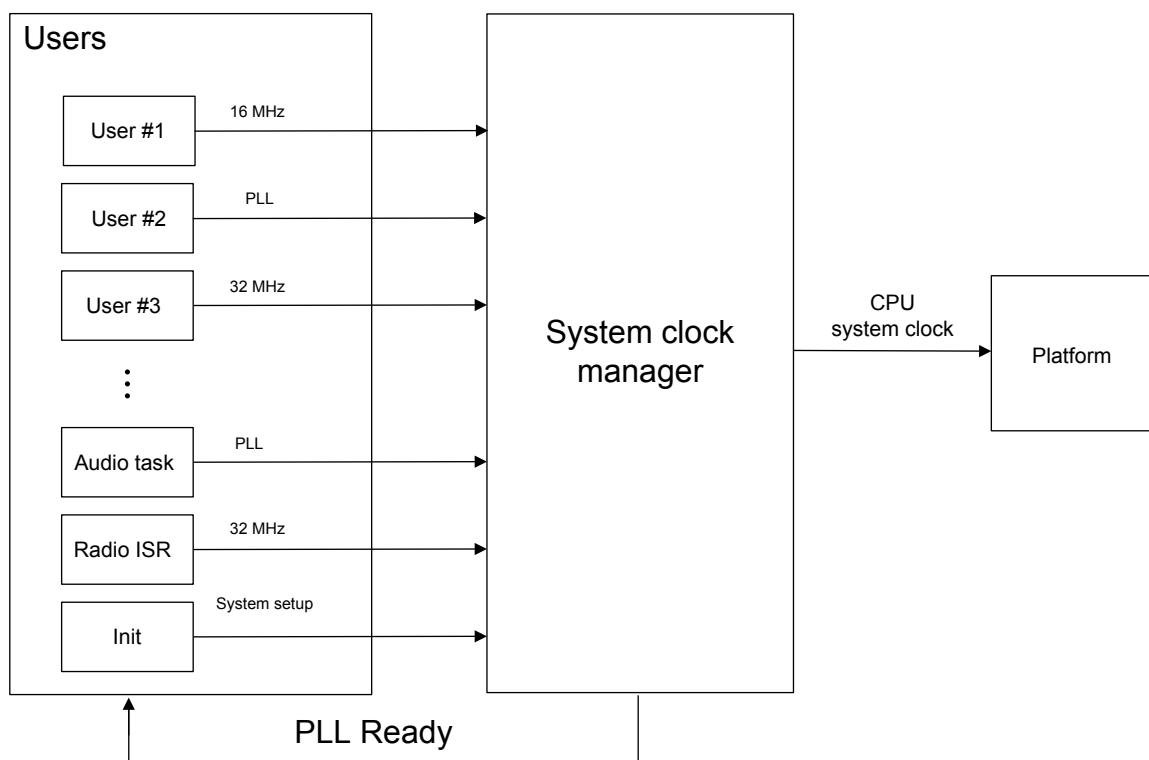 Users
User #1
16 MHz
User #2
PLL
User #3
32 MHz
Audio task
PLL
Radio ISR
32 MHz
Init
System setup
System clock
manager
CPU
system clock
Platform
PLL Ready